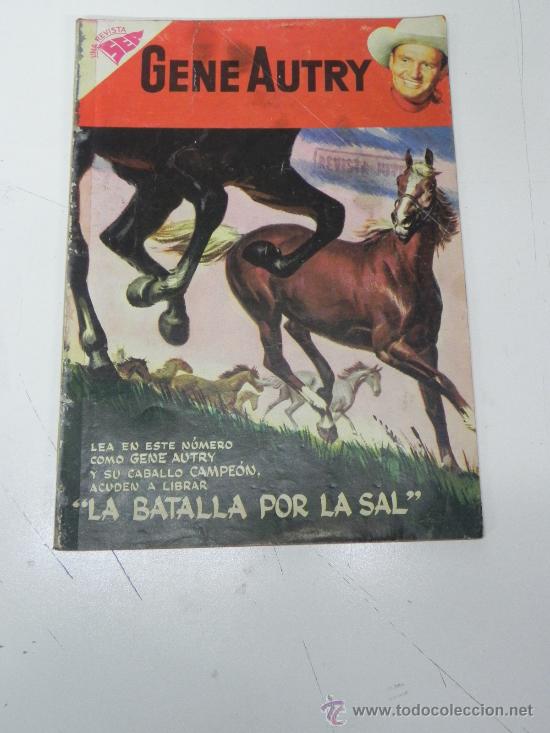 UNA REVISTA
SEA
GENE AUTRY
REVISTA
LEA EN ESTE NÚMERO
COMO GENE AUTRY
Y SU CABALLO CAMPEÓN,
ACUDEN A LIBRAR
"LA BATALLA POR LA SAL"
www.todocoleccion.net